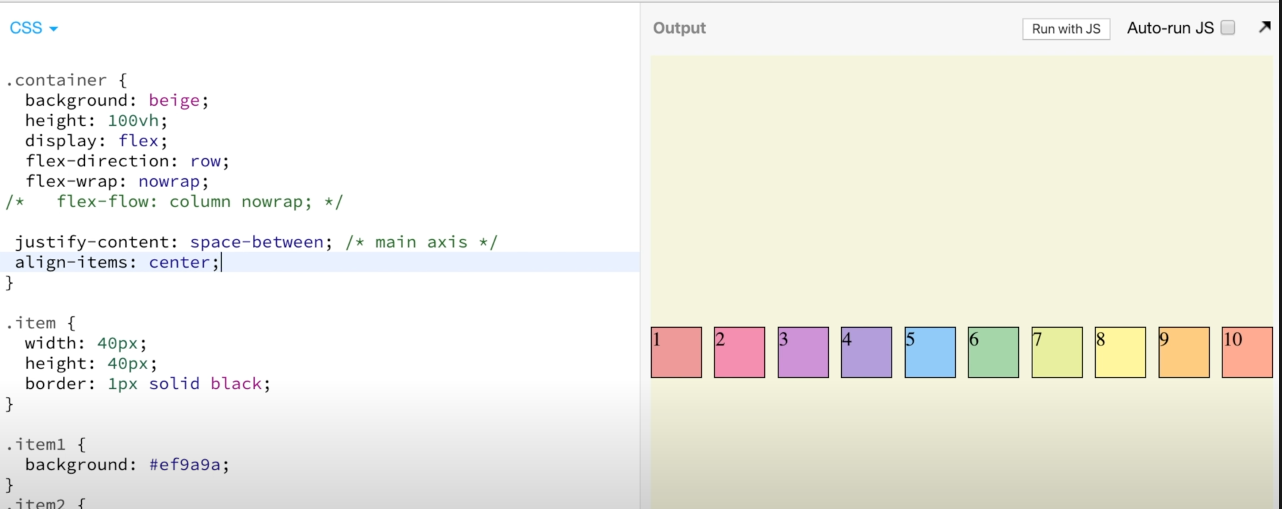 CSS
Output
Run with JS
Auto-run JS
.container {
  background: beige;
  height: 100vh;
  display: flex;
  flex-direction: row;
  flex-wrap: nowrap;
/*   flex-flow: column nowrap; */
 justify-content: space-between; /* main axis */
 align-items: center;
}
.item {
  width: 40px;
  height: 40px;
  border: 1px solid black;
}
.item1 {
  background: #ef9a9a;
}
.item2 {
1 2 3 4 5 6 7 8 9 10